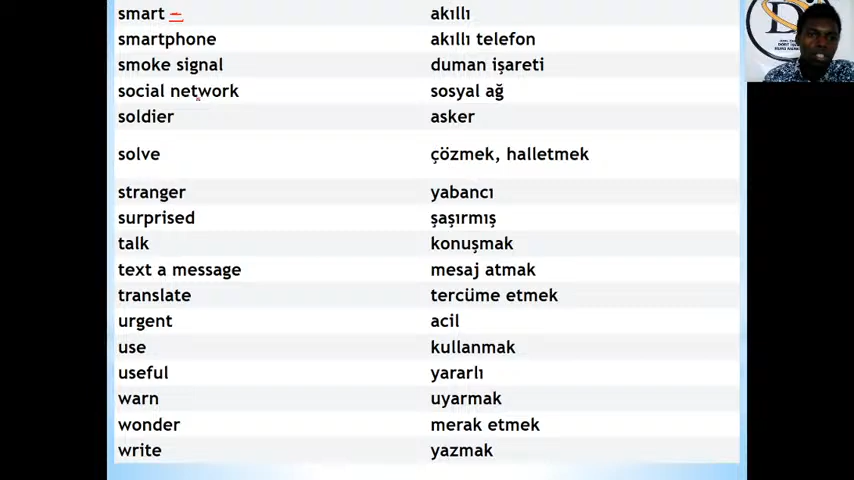 smart akıllı
smartphone akıllı telefon
smoke signal duman işareti
social network sosyal ağ
soldier asker
solve çözmek, halletmek
stranger yabancı
surprised şaşırmış
talk konuşmak
text a message mesaj atmak
translate tercüme etmek
urgent acil
use kullanmak
useful yararlı
warn uyarmak
wonder merak etmek
write yazmak